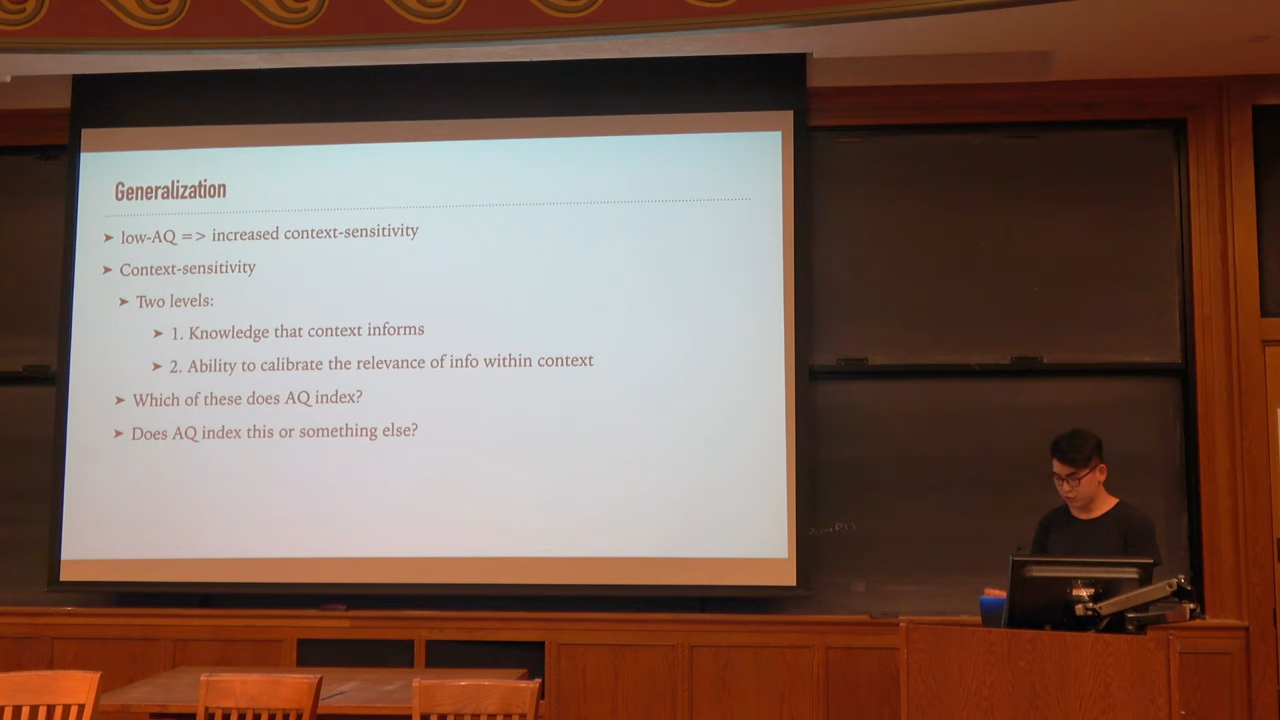 Generalization
➤ low-AQ => increased context-sensitivity
➤ Context-sensitivity
➤ Two levels:
➤ 1. Knowledge that context informs
➤ 2. Ability to calibrate the relevance of info within context
➤ Which of these does AQ index?
➤ Does AQ index this or something else?